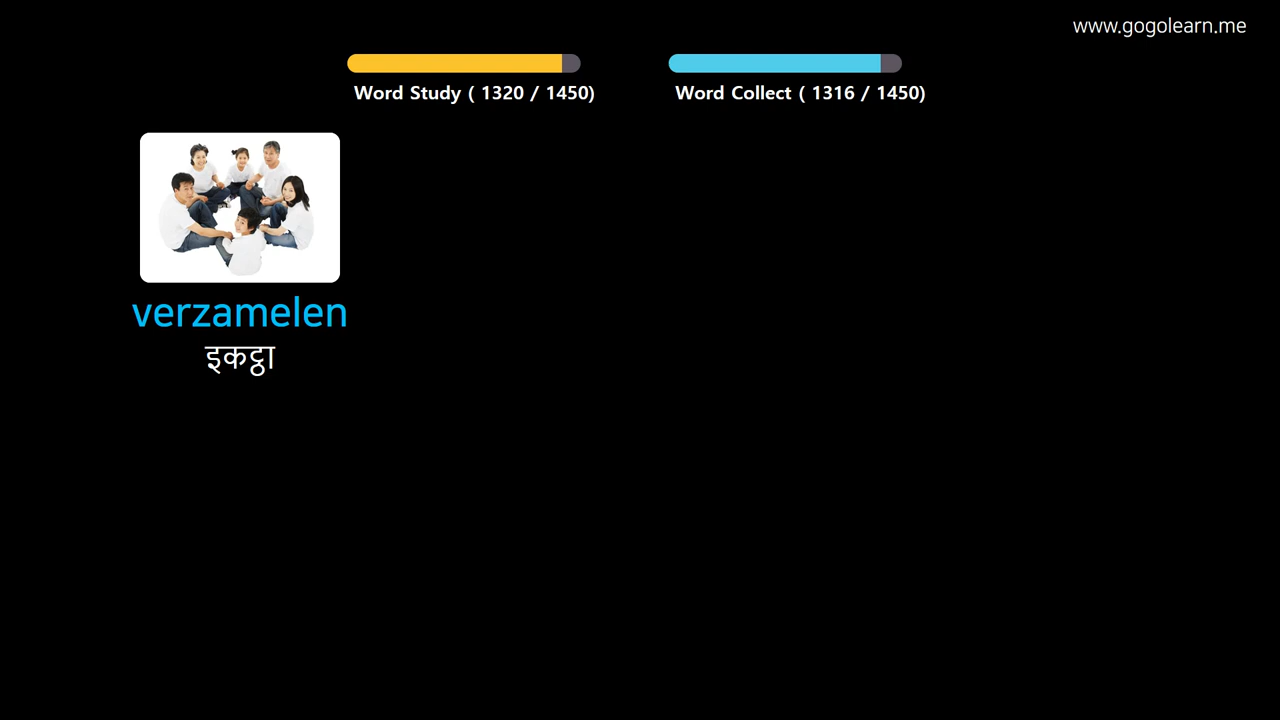 www.gogolearn.me
Word Study ( 1320 / 1450)
Word Collect ( 1316 / 1450)
verzamelen
इकट्ठा